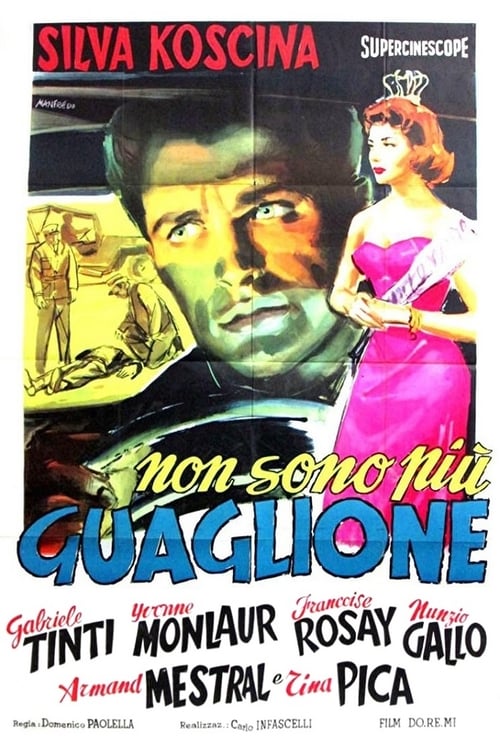 SILVA KOSCINA
SUPERCINESCOPE
MANFREDO
non sono più
GUAGLIONE
Gabriele TINTI Yvonne MONLAUR Francoise ROSAY Nunzio GALLO
Armand MESTRAL e Tina PICA
Regia: Domenico PAOLELLA Realizzaz.: Carlo INFASCELLI FILM DO.RE.MI